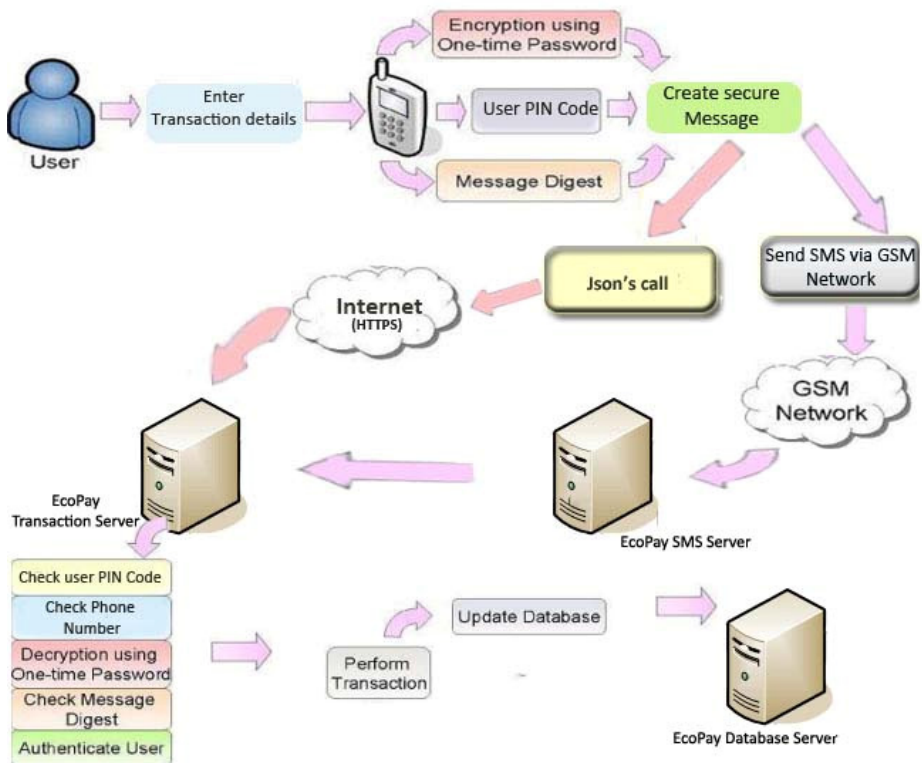 Encryption using
One-time Password
Enter
Transaction details
User PIN Code
Create secure
Message
User
Message Digest
Send SMS via GSM
Network
Json's call
Internet
(HTTPS)
GSM
Network
EcoPay
Transaction Server
EcoPay SMS Server
Check user PIN Code
Check Phone
Number
Decryption using
One-time Password
Check Message
Digest
Authenticate User
Perform
Transaction
Update Database
EcoPay Database Server